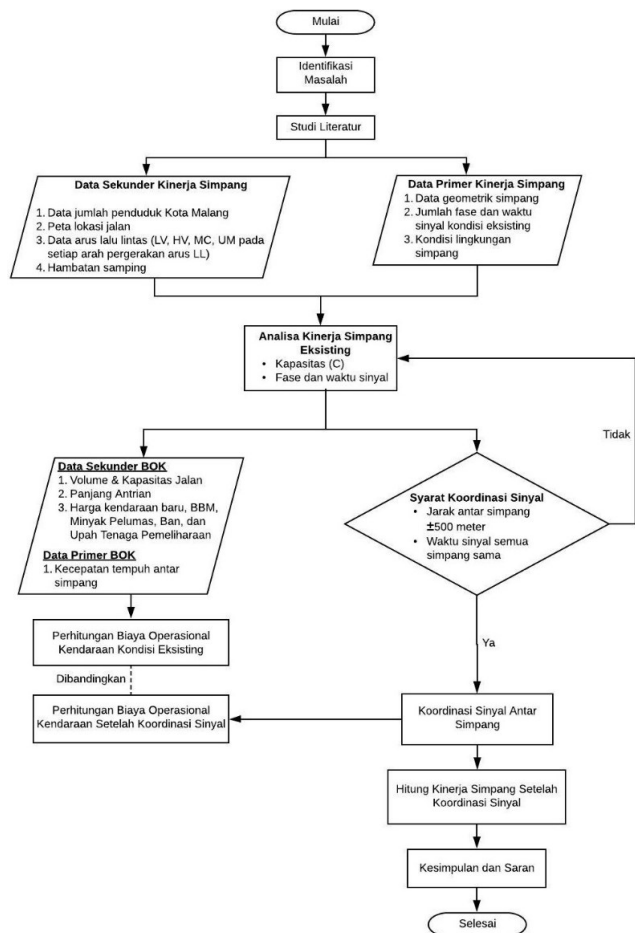 Mulai
Identifikasi
Masalah
Studi Literatur
Data Sekunder Kinerja Simpang
1. Data jumlah penduduk Kota Malang
2. Peta lokasi jalan
3. Data arus lalu lintas (LV, HV, MC, UM pada
setiap arah pergerakan arus LL)
4. Hambatan samping
Data Primer Kinerja Simpang
1. Data geometrik simpang
2. Jumlah fase dan waktu
sinyal kondisi eksisting
3. Kondisi lingkungan
simpang
Analisa Kinerja Simpang
Eksisting
• Kapasitas (C)
• Fase dan waktu sinyal
Tidak
Data Sekunder BOK
1. Volume & Kapasitas Jalan
2. Panjang Antrian
3. Harga kendaraan baru, BBM,
Minyak Pelumas, Ban, dan
Upah Tenaga Pemeliharaan
Data Primer BOK
1. Kecepatan tempuh antar
simpang
Syarat Koordinasi Sinyal
• Jarak antar simpang
±500 meter
• Waktu sinyal semua
simpang sama
Ya
Perhitungan Biaya Operasional
Kendaraan Kondisi Eksisting
Dibandingkan
Perhitungan Biaya Operasional
Kendaraan Setelah Koordinasi Sinyal
Koordinasi Sinyal Antar
Simpang
Hitung Kinerja Simpang Setelah
Koordinasi Sinyal
Kesimpulan dan Saran
Selesai